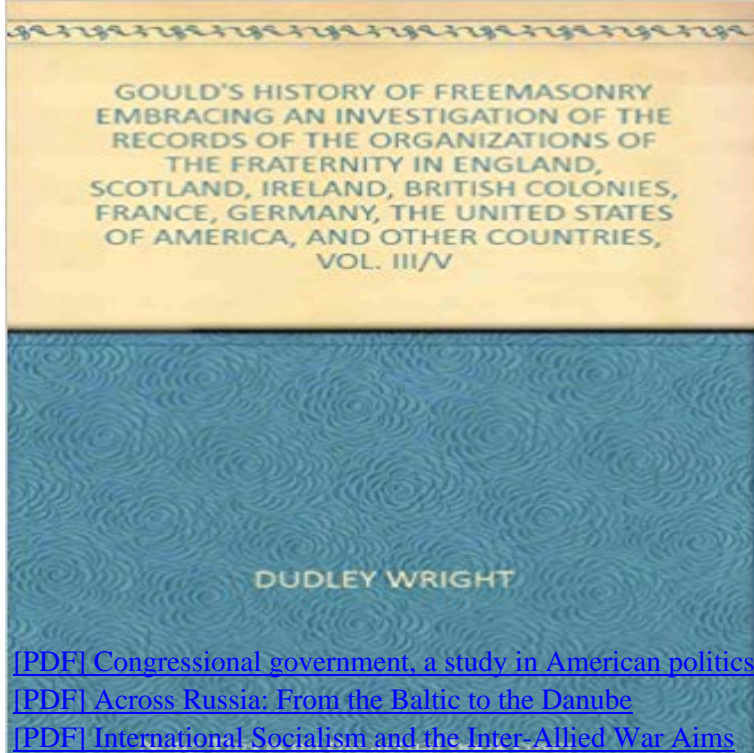 GOULD'S HISTORY OF FREEMASONRY
EMBRACING AN INVESTIGATION OF THE
RECORDS OF THE ORGANIZATIONS OF
THE FRATERNITY IN ENGLAND,
SCOTLAND, IRELAND, BRITISH COLONIES,
FRANCE, GERMANY, THE UNITED STATES
OF AMERICA, AND OTHER COUNTRIES,
VOL. III/V
DUDLEY WRIGHT
[PDF] Congressional government, a study in American politics
[PDF] Across Russia: From the Baltic to the Danube
[PDF] International Socialism and the Inter-Allied War Aims